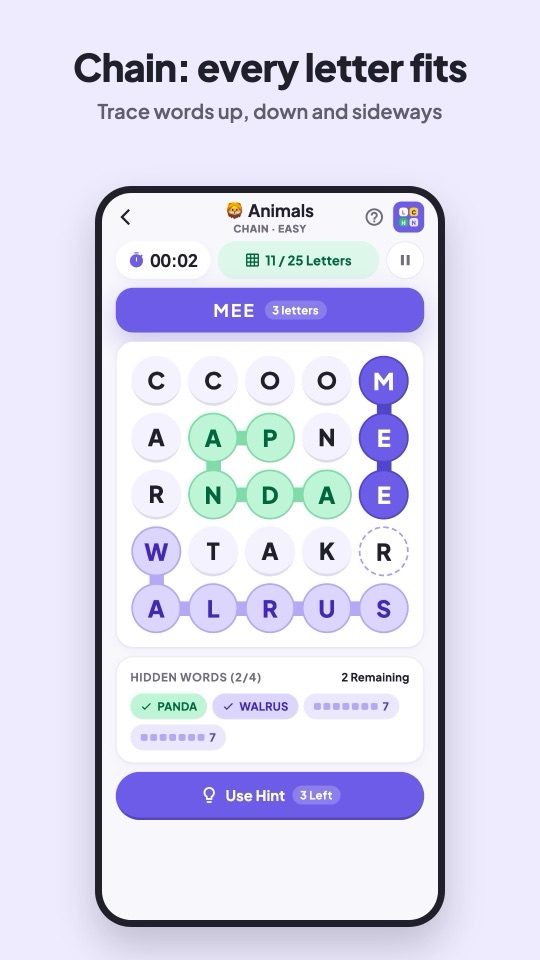 Chain: every letter fits
Trace words up, down and sideways
🦁 Animals
CHAIN · EASY
L C
H N
00:02
11 / 25 Letters
MEE 3 letters
C C O O M
A A P N E
R N D A E
W T A K R
A L R U S
HIDDEN WORDS (2/4) 2 Remaining
✓ PANDA ✓ WALRUS 7
7
Use Hint 3 Left